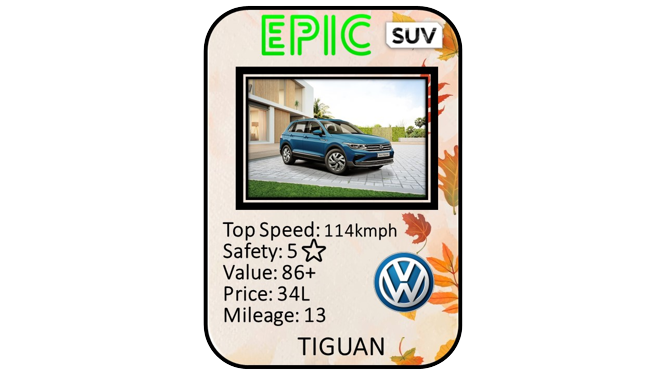 EPIC SUV
Top Speed: 114kmph
Safety: 5
Value: 86+
Price: 34L
Mileage: 13
TIGUAN